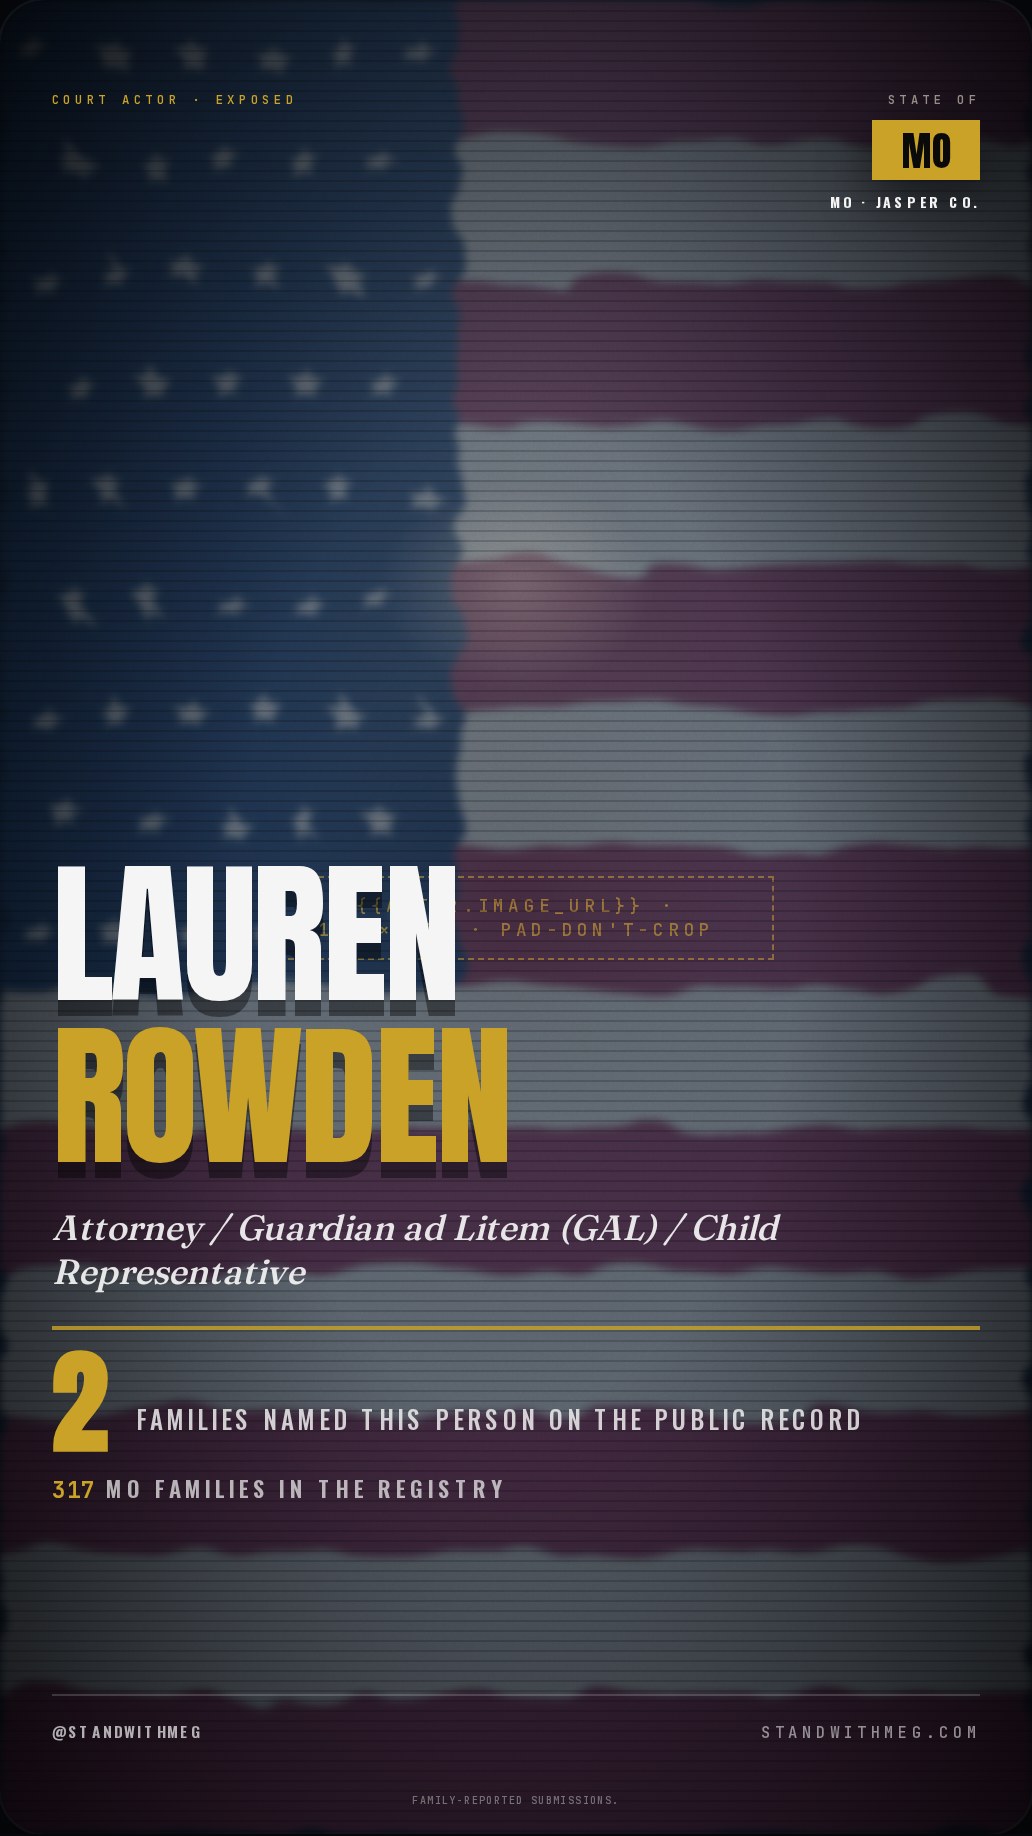 COURT ACTOR · EXPOSED
STATE OF
MO
MO · JASPER CO.
.IMAGE_URL}} ·
· PAD-DON'T-CROP
LAUREN
ROWDEN
Attorney / Guardian ad Litem (GAL) / Child
Representative
2 FAMILIES NAMED THIS PERSON ON THE PUBLIC RECORD
317 MO FAMILIES IN THE REGISTRY
@STANDWITHMEG
STANDWITHMEG.COM
FAMILY-REPORTED SUBMISSIONS.